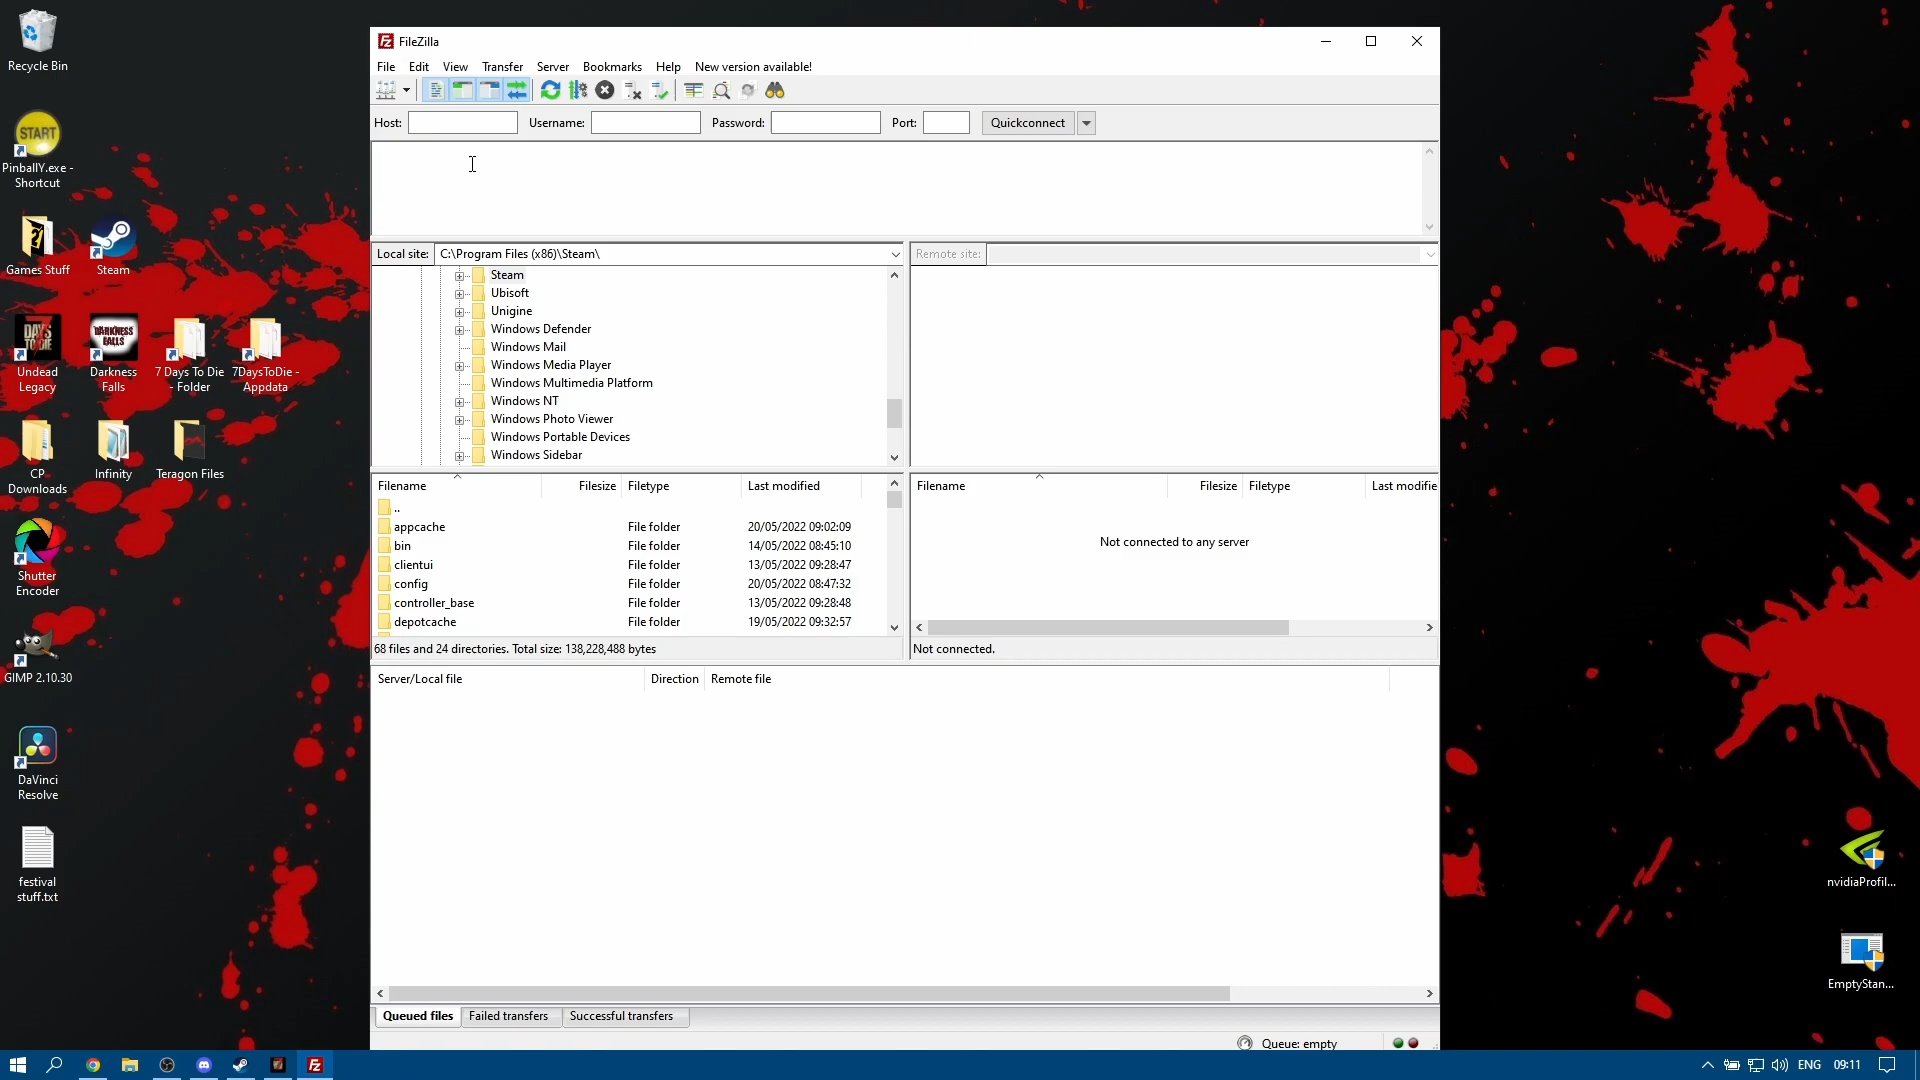 Recycle Bin
PinballY.exe -
Shortcut
START
Games Stuff
Steam
Undead
Legacy
Darkness
Falls
7 Days To Die
- Folder
7DaysToDie -
Appdata
CP
Downloads
Infinity
Teragon Files
Shutter
Encoder
GIMP 2.10.30
DaVinci
Resolve
festival
stuff.txt
FileZilla
File Edit View Transfer Server Bookmarks Help New version available!
Host: Username: Password: Port: Quickconnect
Local site: C:\Program Files (x86)\Steam\
Steam
Ubisoft
Unigine
Windows Defender
Windows Mail
Windows Media Player
Windows Multimedia Platform
Windows NT
Windows Photo Viewer
Windows Portable Devices
Windows Sidebar
Remote site:
Filename Filesize Filetype Last modified
..
appcache File folder 20/05/2022 09:02:09
bin File folder 14/05/2022 08:45:10
clientui File folder 13/05/2022 09:28:47
config File folder 20/05/2022 08:47:32
controller_base File folder 13/05/2022 09:28:48
depotcache File folder 19/05/2022 09:32:57
68 files and 24 directories. Total size: 138,228,488 bytes
Filename Filesize Filetype Last modifie
Not connected to any server
Not connected.
Server/Local file Direction Remote file
Queued files Failed transfers Successful transfers
Queue: empty
nvidiaProfil...
EmptyStan...
ENG 09:11